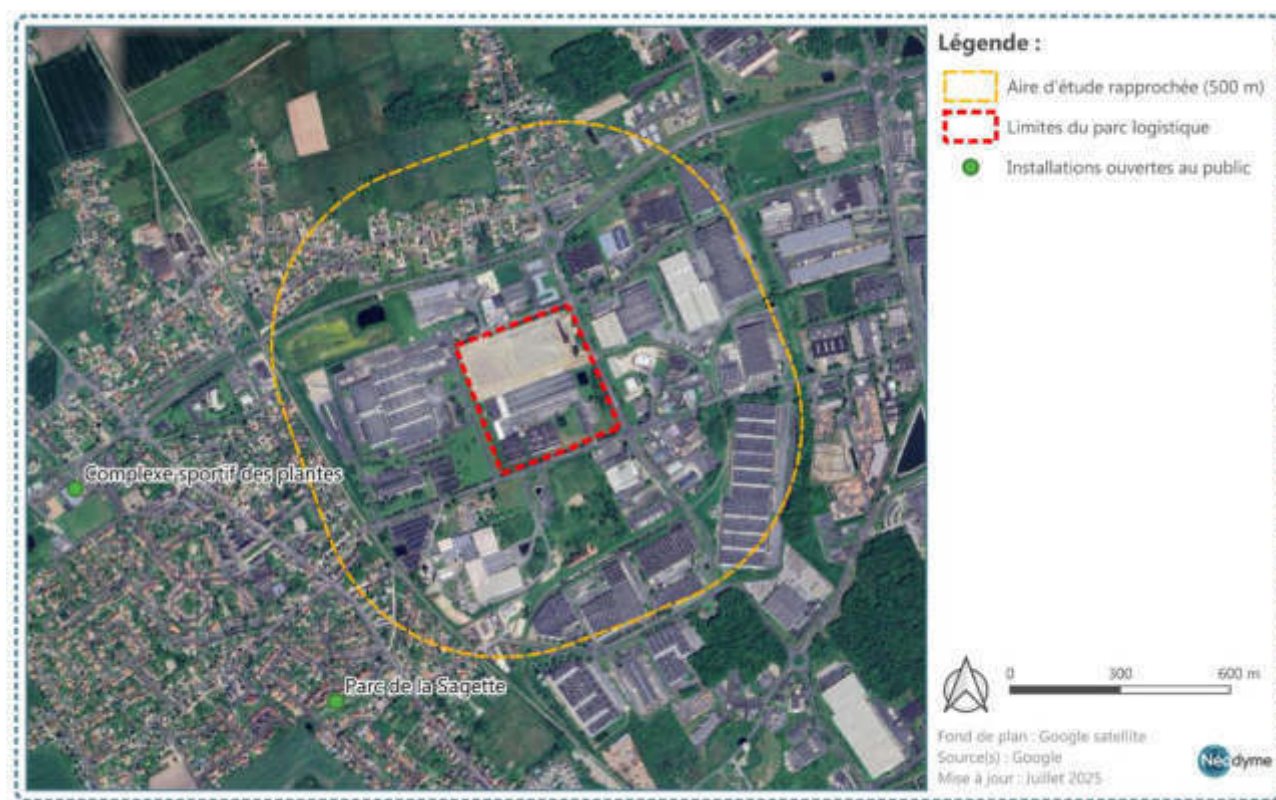 Légende :
Aire d'étude rapprochée (500 m)
Limites du parc logistique
Installations ouvertes au public
Complexe sportif des plantes
Parc de la Sagette
0 300 600 m
Fond de plan : Google satellite
Source(s) : Google
Mise à jour : Juillet 2025
Néodyme